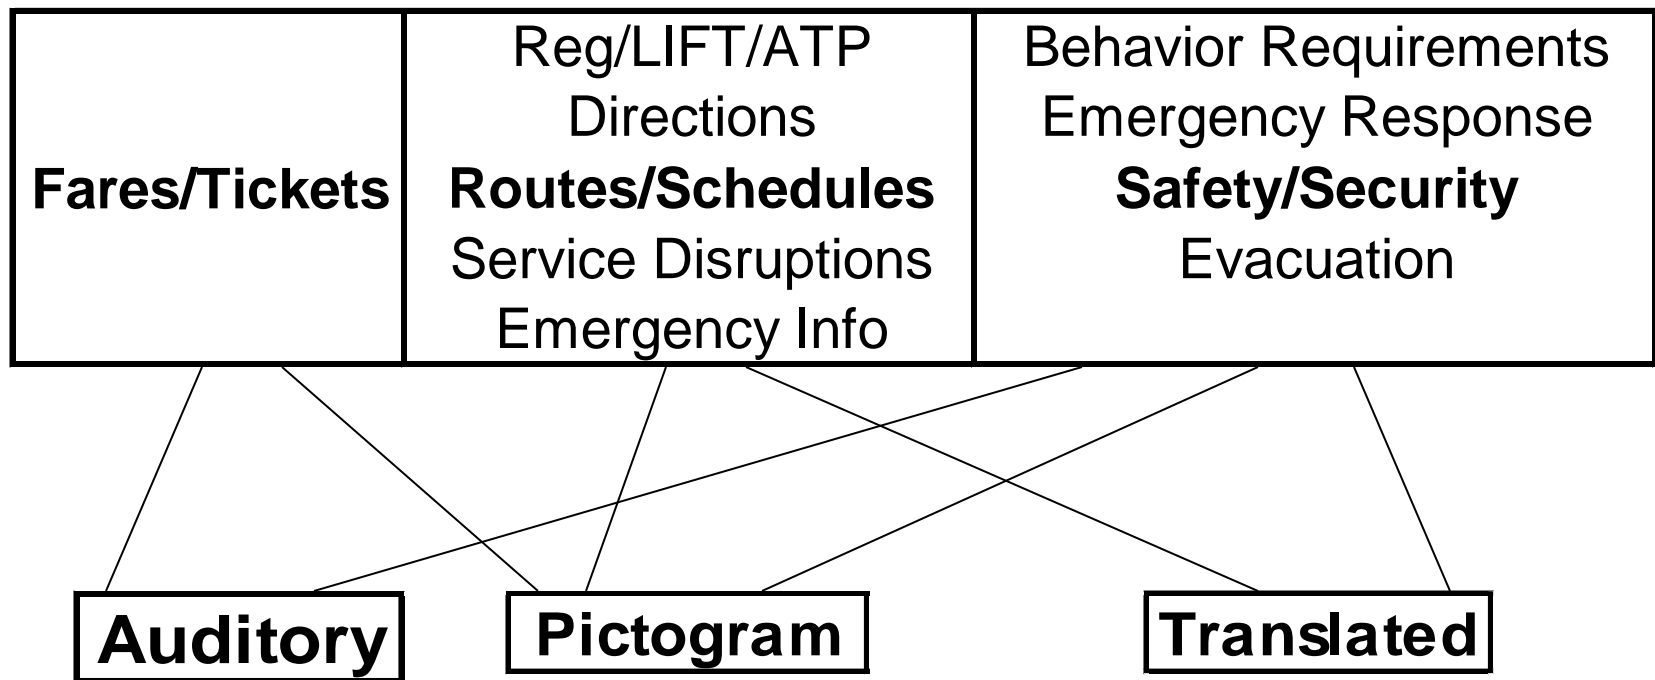 Fares/Tickets
Reg/LIFT/ATP
Directions
Routes/Schedules
Service Disruptions
Emergency Info
Behavior Requirements
Emergency Response
Safety/Security
Evacuation
Auditory
Pictogram
Translated